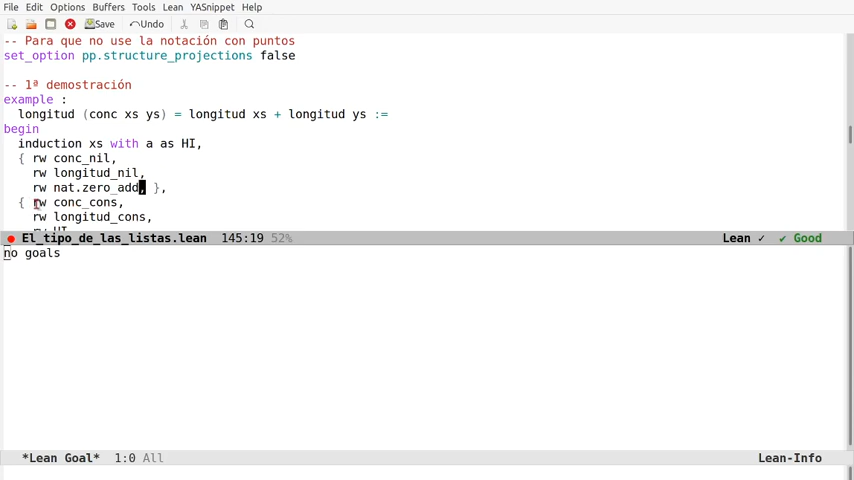 File Edit Options Buffers Tools Lean YASnippet Help
Save Undo
-- Para que no use la notación con puntos
set_option pp.structure_projections false
-- 1ª demostración
example :
longitud (conc xs ys) = longitud xs + longitud ys :=
begin
induction xs with a as HI,
{ rw conc_nil,
rw longitud_nil,
rw nat.zero_add, },
{ rw conc_cons,
rw longitud_cons,
rw HI
El_tipo_de_las_listas.lean 145:19 52% Lean ✓ ✔ Good
no goals
*Lean Goal* 1:0 All Lean-Info